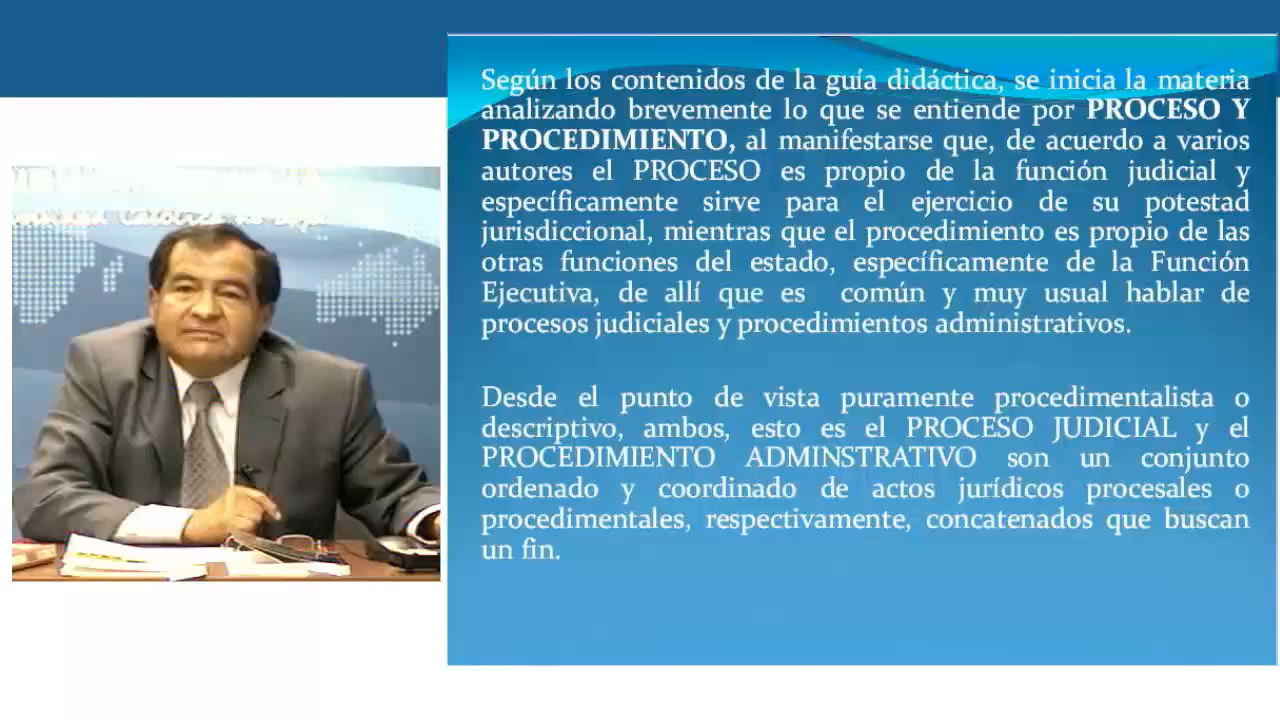 Según los contenidos de la guía didáctica, se inicia la materia
analizando brevemente lo que se entiende por PROCESO Y
PROCEDIMIENTO, al manifestarse que, de acuerdo a varios
autores el PROCESO es propio de la función judicial y
específicamente sirve para el ejercicio de su potestad
jurisdiccional, mientras que el procedimiento es propio de las
otras funciones del estado, específicamente de la Función
Ejecutiva, de allí que es común y muy usual hablar de
procesos judiciales y procedimientos administrativos.
Desde el punto de vista puramente procedimentalista o
descriptivo, ambos, esto es el PROCESO JUDICIAL y el
PROCEDIMIENTO ADMINSTRATIVO son un conjunto
ordenado y coordinado de actos jurídicos procesales o
procedimentales, respectivamente, concatenados que buscan
un fin.